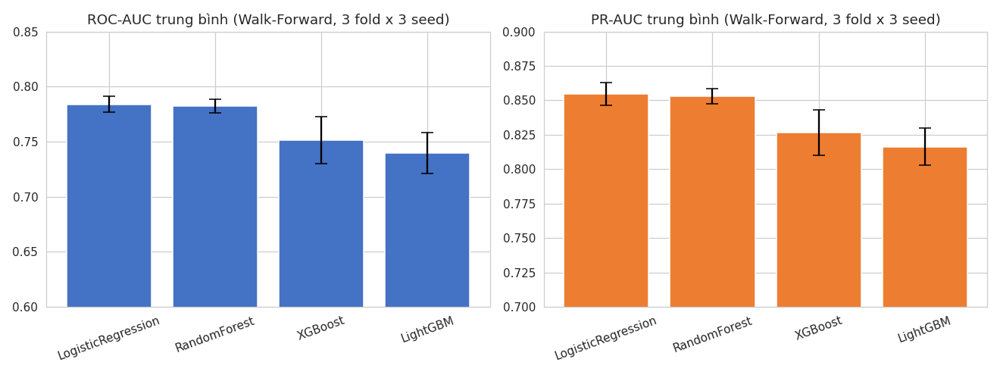 ROC-AUC trung bình (Walk-Forward, 3 fold x 3 seed)
0.85
0.80
0.75
0.70
0.65
0.60
LogisticRegression
RandomForest
XGBoost
LightGBM
PR-AUC trung bình (Walk-Forward, 3 fold x 3 seed)
0.900
0.875
0.850
0.825
0.800
0.775
0.750
0.725
0.700
LogisticRegression
RandomForest
XGBoost
LightGBM